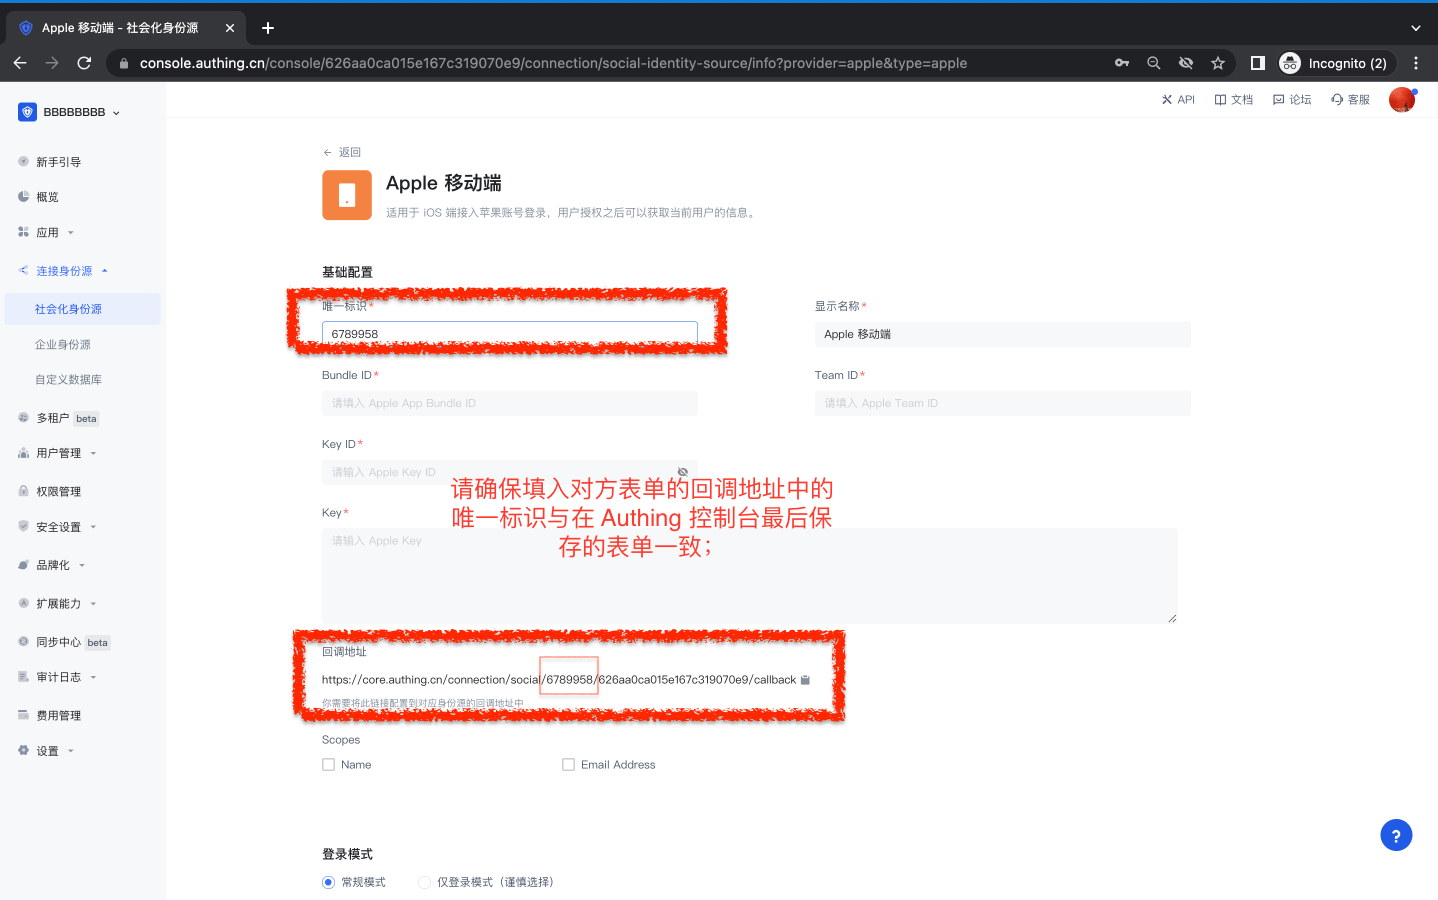 Apple 移动端 - 社会化身份源
console.authing.cn/console/626aa0ca015e167c319070e9/connection/social-identity-source/info?provider=apple&type=apple
Incognito (2)
BBBBBBBB
API
文档
论坛
客服
新手引导
概览
应用
连接身份源
社会化身份源
企业身份源
自定义数据库
多租户 beta
用户管理
权限管理
安全设置
品牌化
扩展能力
同步中心 beta
审计日志
费用管理
设置
← 返回
Apple 移动端
适用于 iOS 端接入苹果账号登录，用户授权之后可以获取当前用户的信息。
基础配置
唯一标识*
6789958
显示名称*
Apple 移动端
Bundle ID*
请填入 Apple App Bundle ID
Team ID*
请填入 Apple Team ID
Key ID*
请输入 Apple Key ID
请确保填入对方表单的回调地址中的
唯一标识与在 Authing 控制台最后保
存的表单一致；
Key*
请输入 Apple Key
回调地址
https://core.authing.cn/connection/social/6789958/626aa0ca015e167c319070e9/callback
你需要将此链接配置到对应身份源的回调地址中
Scopes
Name
Email Address
登录模式
常规模式
仅登录模式（谨慎选择）
?